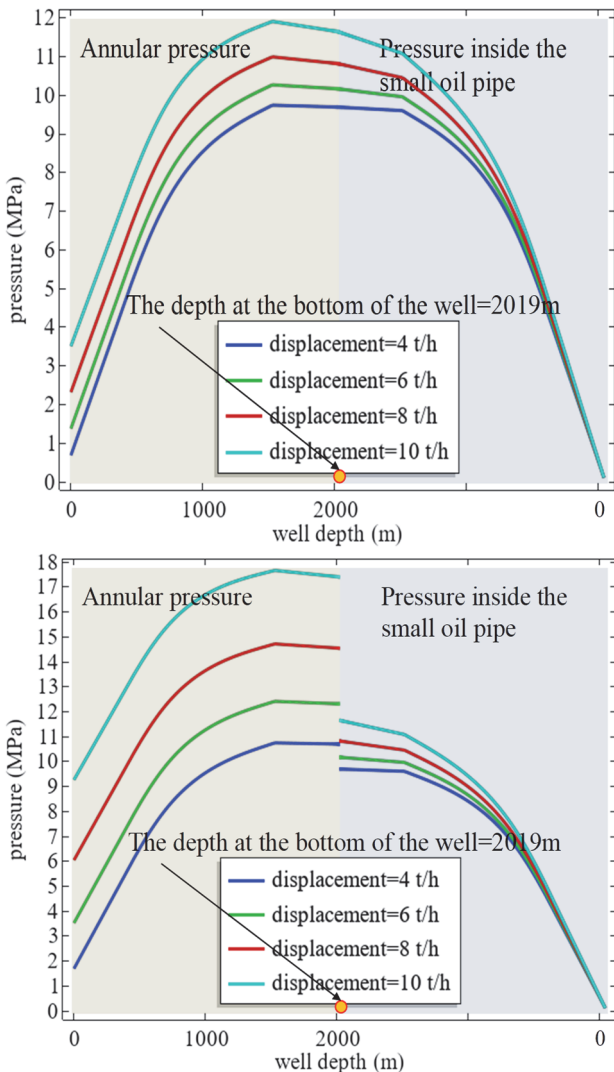 12
11
10
9
8
7
6
5
4
3
2
1
0
pressure (MPa)
Annular pressure
Pressure inside the
small oil pipe
The depth at the bottom of the well=2019m
displacement=4 t/h
displacement=6 t/h
displacement=8 t/h
displacement=10 t/h
0 1000 2000 0
well depth (m)
18
17
16
15
14
13
12
11
10
9
8
7
6
5
4
3
2
1
0
pressure (MPa)
Annular pressure
Pressure inside the
small oil pipe
The depth at the bottom of the well=2019m
displacement=4 t/h
displacement=6 t/h
displacement=8 t/h
displacement=10 t/h
0 1000 2000 0
well depth (m)